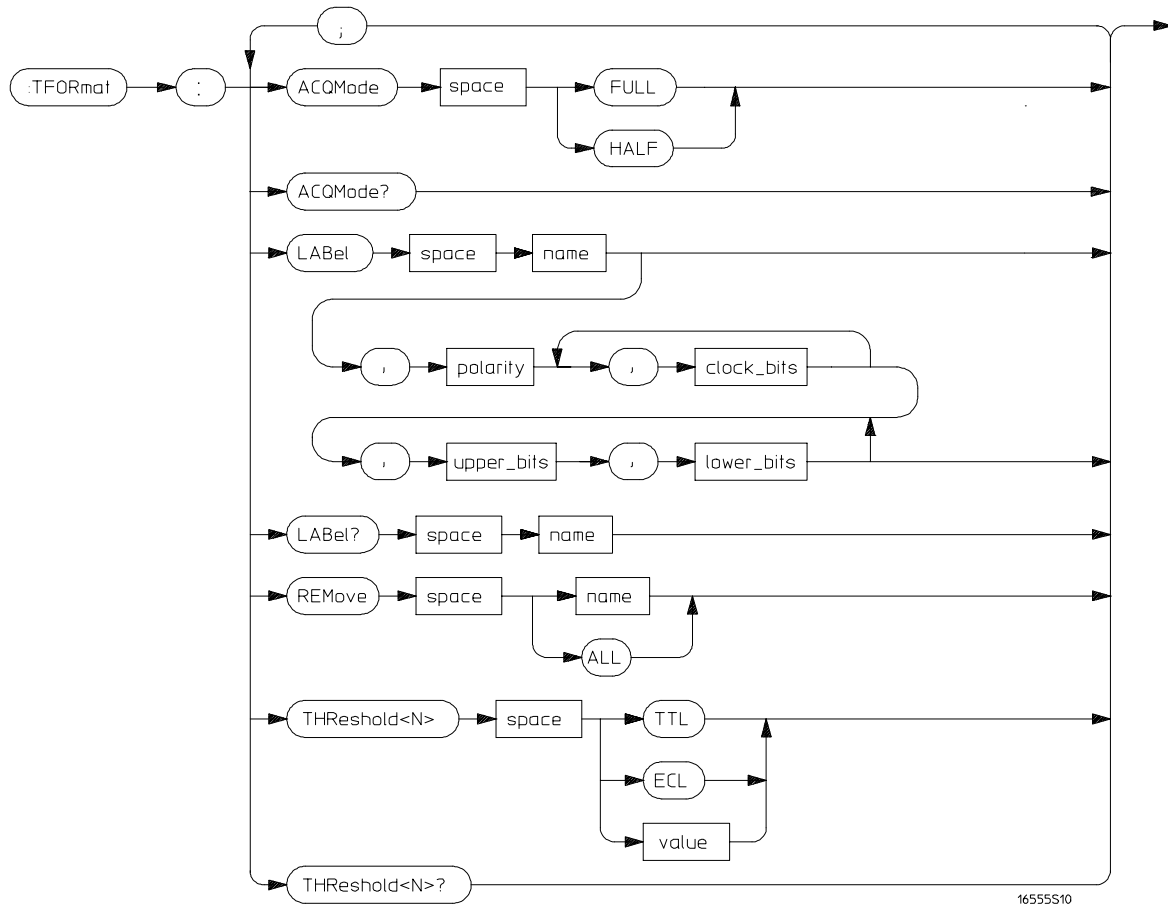 ;
:TFORmat : ACQMode space FULL
HALF
ACQMode?
LABel space name
, polarity , clock_bits
, upper_bits , lower_bits
LABel? space name
REMove space name
ALL
THReshold<N> space TTL
ECL
value
THReshold<N>?
16555S10